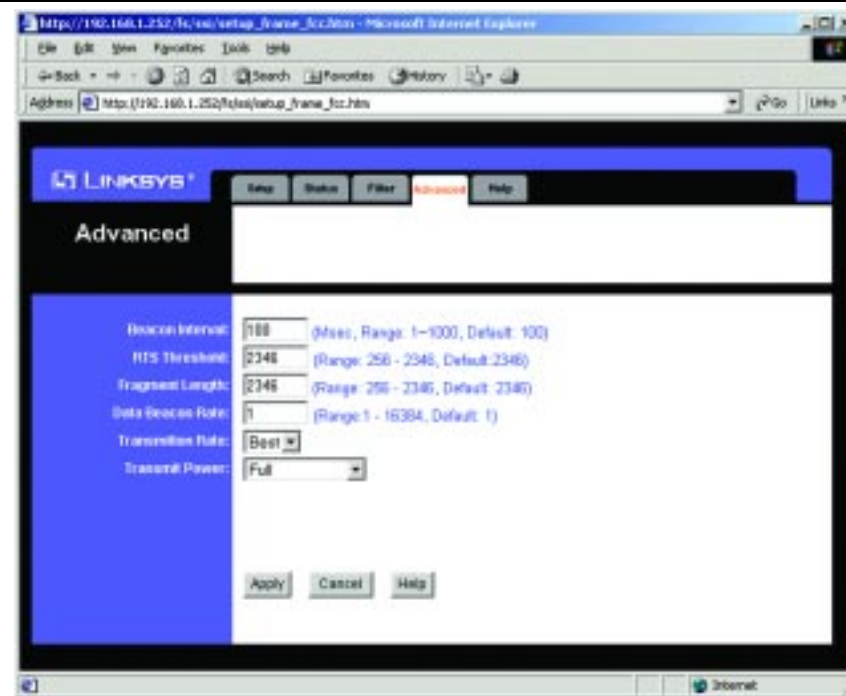 http://192.168.1.252/fs/ssi/setup_frame_fcc.htm - Microsoft Internet Explorer
File Edit View Favorites Tools Help
Back Search Favorites History
Address http://192.168.1.252/fs/ssi/setup_frame_fcc.htm Go Links
LINKSYS®
Setup Status Filter Advanced Help
Advanced
Beacon Interval: 100 (Msec, Range: 1~1000, Default: 100)
RTS Threshold: 2346 (Range: 256 - 2346, Default:2346)
Fragment Length: 2346 (Range: 256 - 2346, Default: 2346)
Data Beacon Rate: 1 (Range:1 - 16384, Default: 1)
Transmition Rate: Best
Transmit Power: Full
Apply Cancel Help
Internet